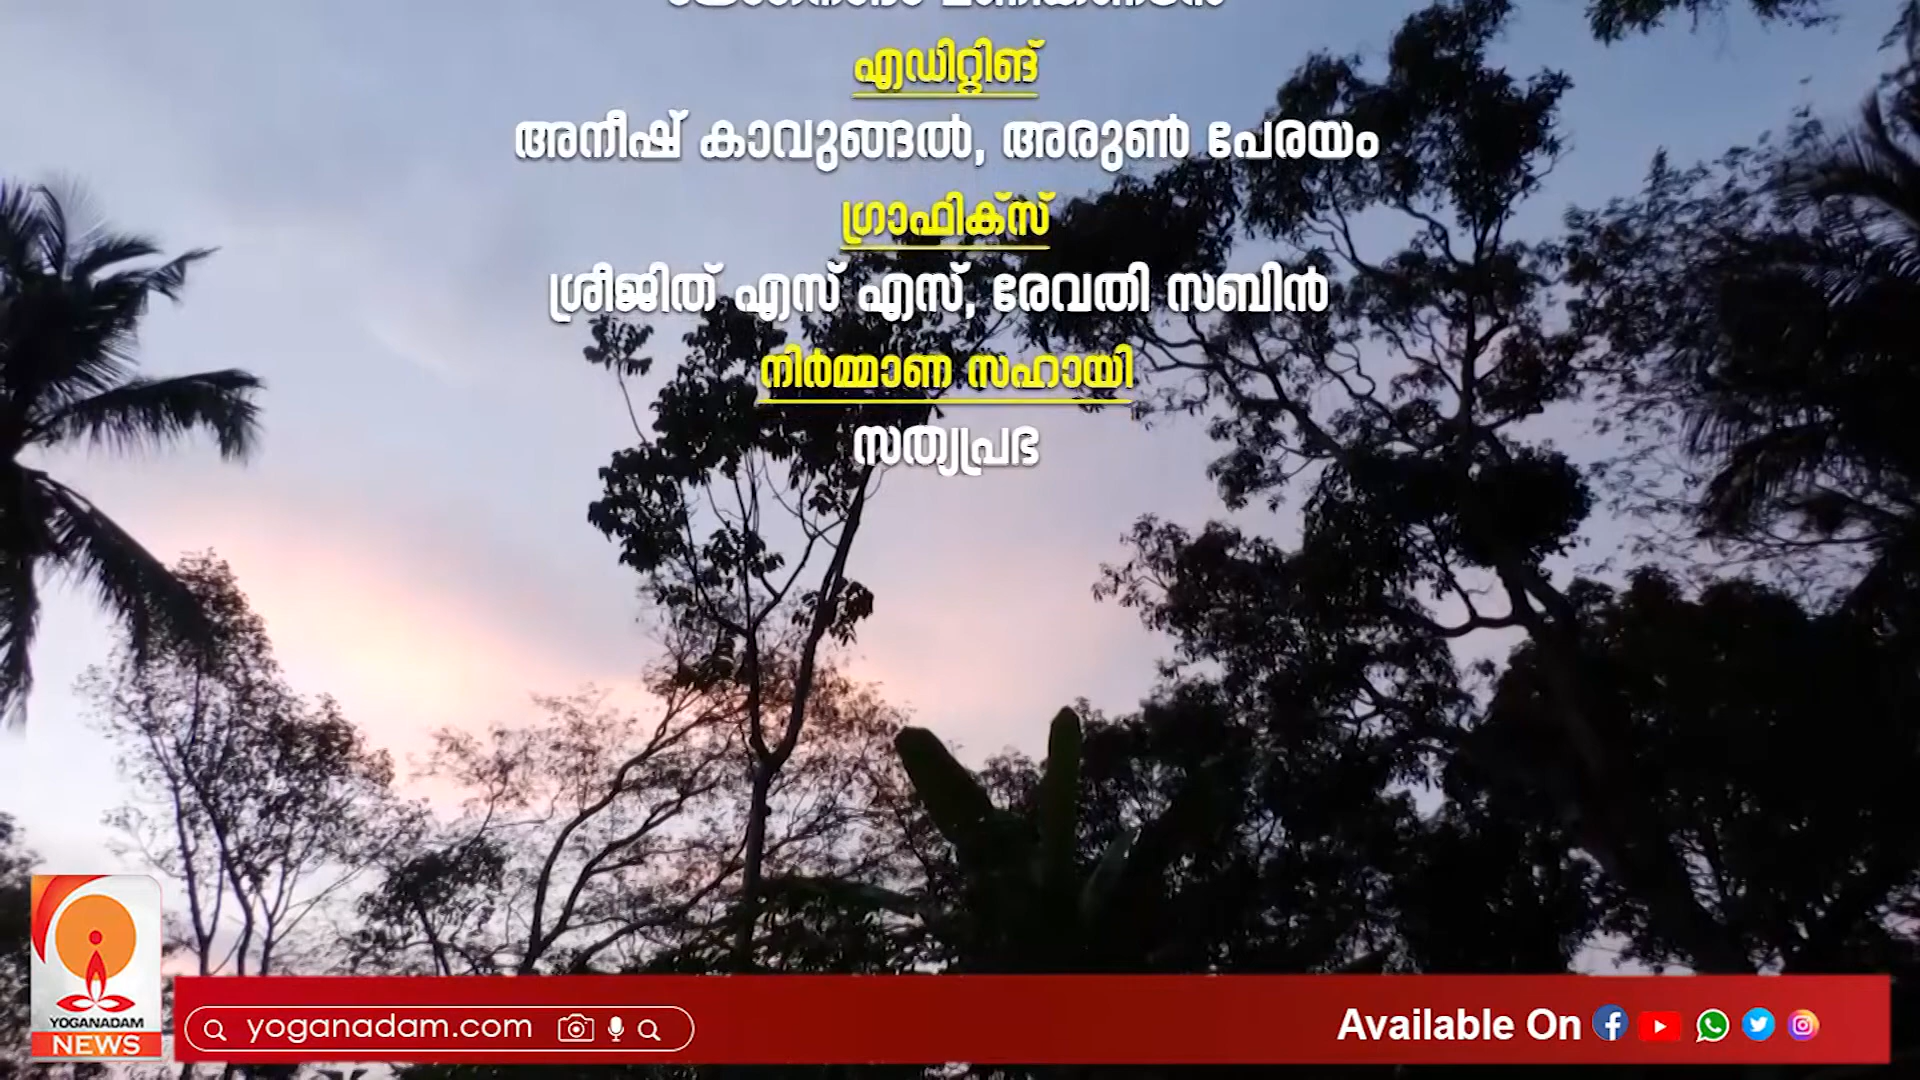 എഡിറ്റിങ്
അനീഷ് കാവുങ്ങൽ, അരുൺ പേരയം
ഗ്രാഫിക്സ്
ശ്രീജിത് എസ് എസ്, രേവതി സബിൻ
നിർമ്മാണ സഹായി
സത്യപ്രഭ
YOGANADAM
NEWS
yoganadam.com
Available On